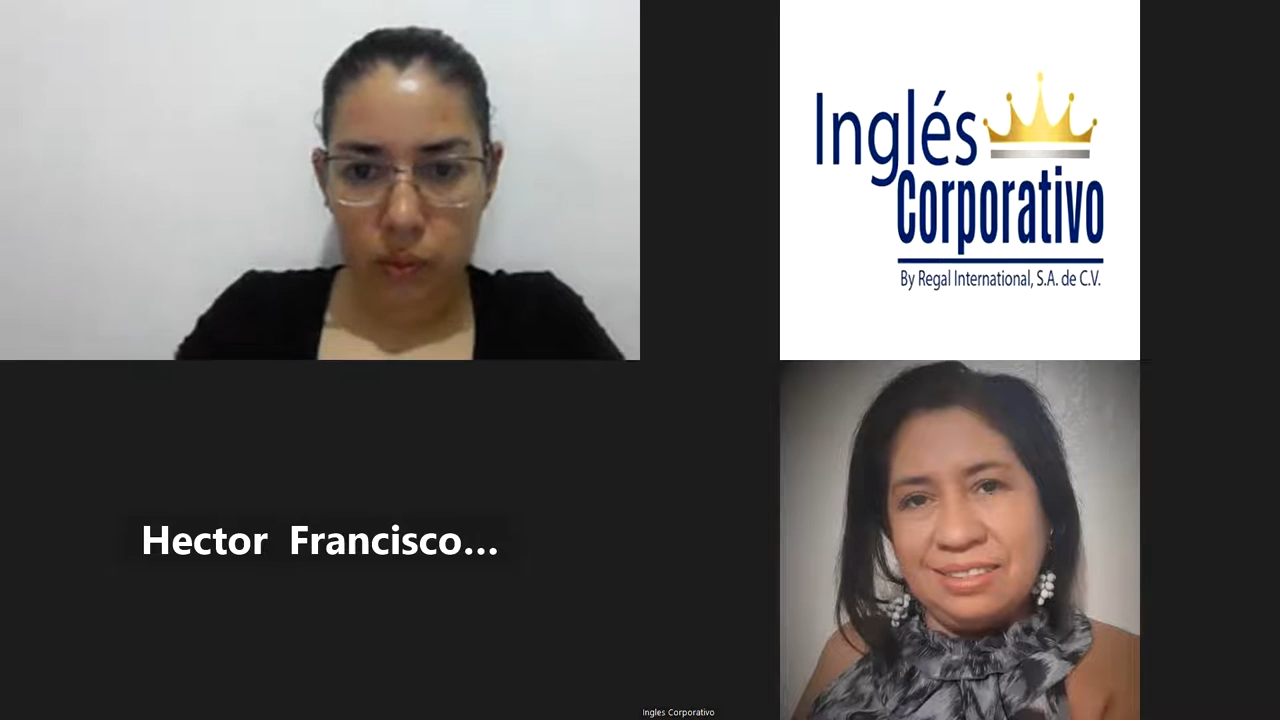 Inglés
Corporativo
By Regal International, S.A. de C.V.
Hector Francisco...
Ingles Corporativo